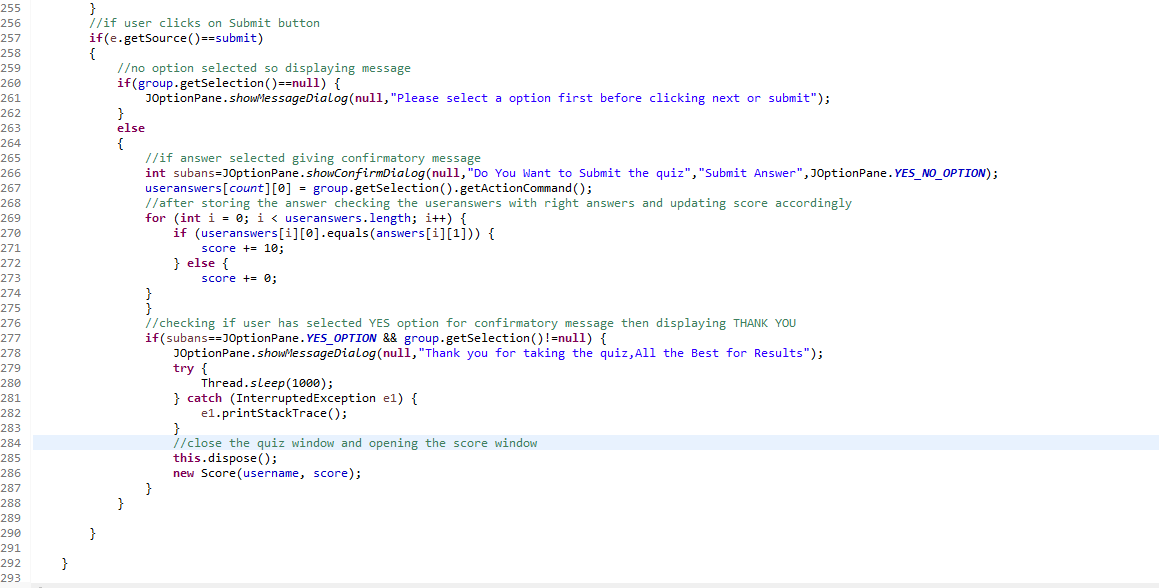 255         }
256         //if user clicks on Submit button
257         if(e.getSource()==submit)
258         {
259             //no option selected so displaying message
260             if(group.getSelection()==null) {
261                 JOptionPane.showMessageDialog(null,"Please select a option first before clicking next or submit");
262             }
263             else
264             {
265                 //if answer selected giving confirmatory message
266                 int subans=JOptionPane.showConfirmDialog(null,"Do You Want to Submit the quiz","Submit Answer",JOptionPane.YES_NO_OPTION);
267                 useranswers[count][0] = group.getSelection().getActionCommand();
268                 //after storing the answer checking the useranswers with right answers and updating score accordingly
269                 for (int i = 0; i < useranswers.length; i++) {
270                     if (useranswers[i][0].equals(answers[i][1])) {
271                         score += 10;
272                     } else {
273                         score += 0;
274                 }
275                 }
276                 //checking if user has selected YES option for confirmatory message then displaying THANK YOU
277                 if(subans==JOptionPane.YES_OPTION && group.getSelection()!=null) {
278                     JOptionPane.showMessageDialog(null,"Thank you for taking the quiz,All the Best for Results");
279                     try {
280                         Thread.sleep(1000);
281                     } catch (InterruptedException e1) {
282                         e1.printStackTrace();
283                     }
284                     //close the quiz window and opening the score window
285                     this.dispose();
286                     new Score(username, score);
287                 }
288             }
289
290         }
291
292     }
293